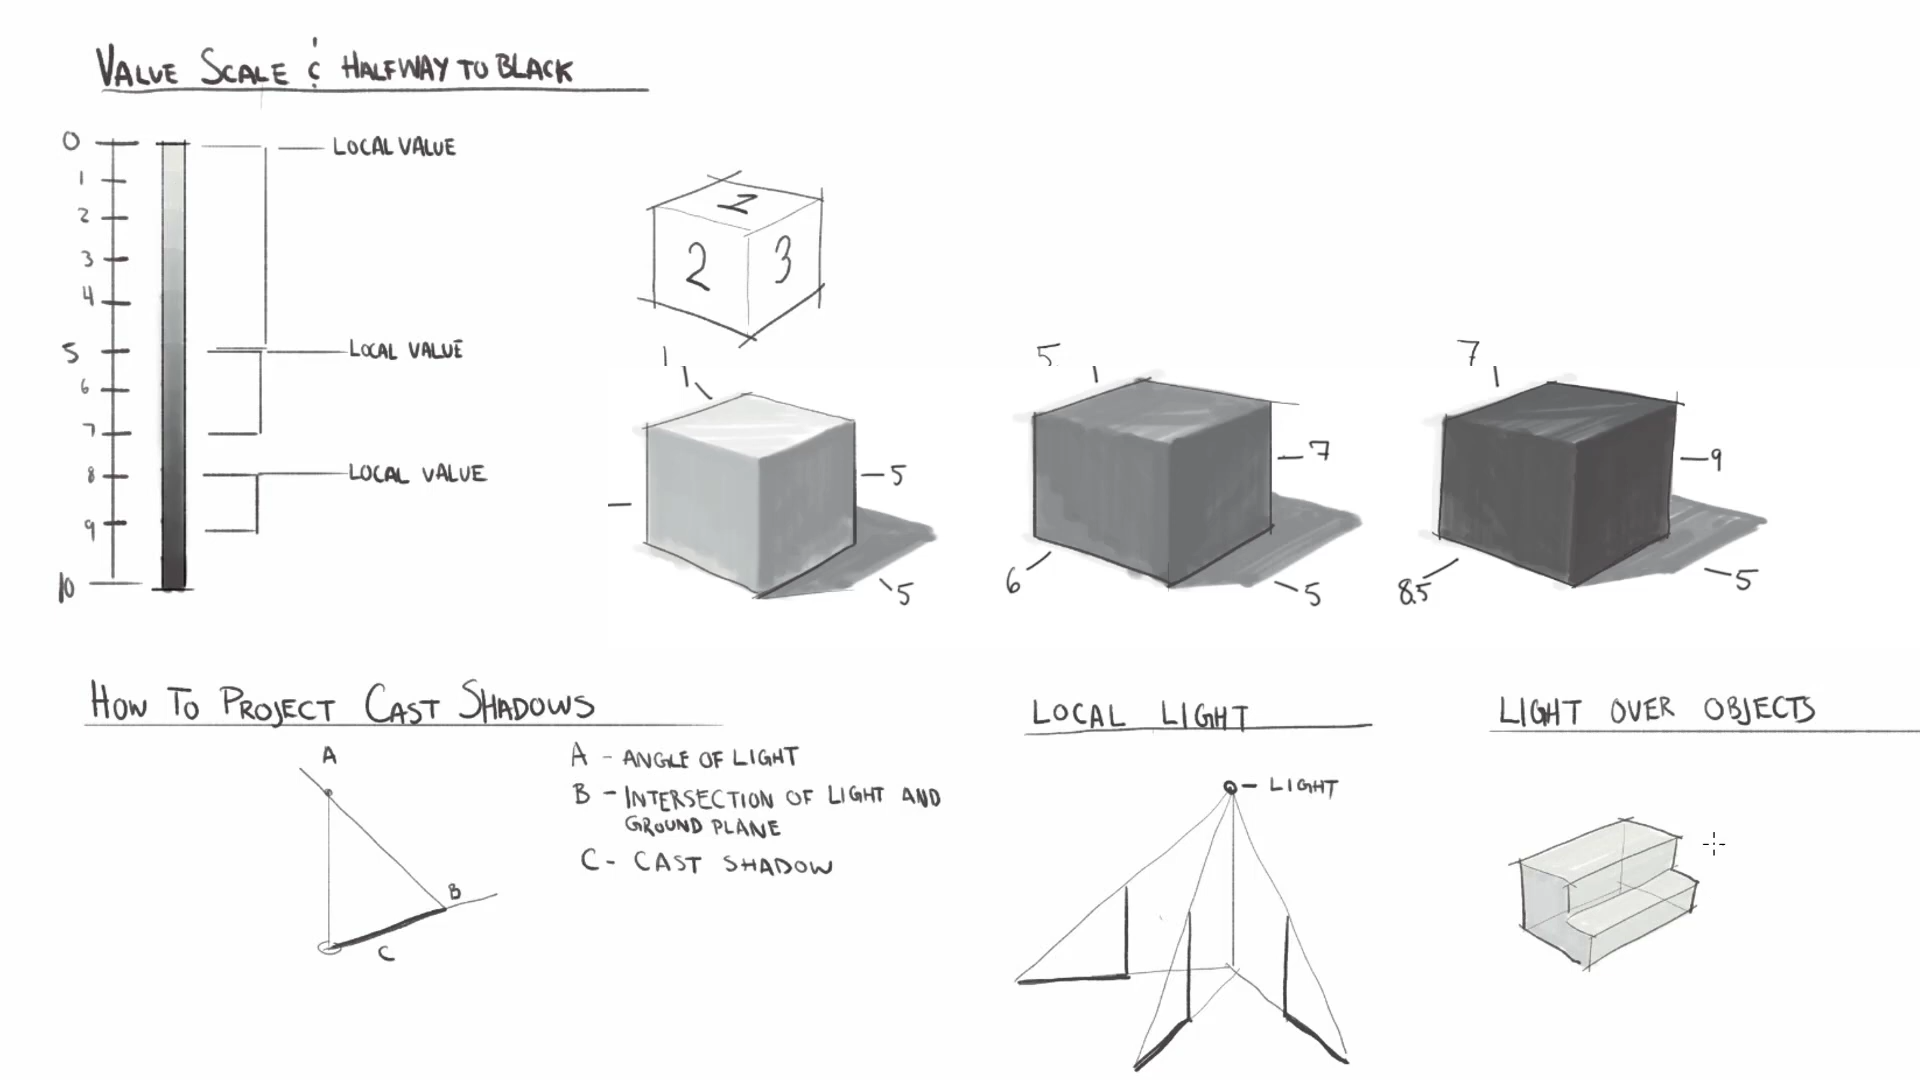 VALUE SCALE & HALFWAY TO BLACK
0
1
2
3
4
5
6
7
8
9
10
LOCAL VALUE
LOCAL VALUE
LOCAL VALUE
1
2
3
1
5
5
5
7
6
5
7
9
8.5
5
HOW TO PROJECT CAST SHADOWS
A
B
C
A - ANGLE OF LIGHT
B - INTERSECTION OF LIGHT AND
GROUND PLANE
C - CAST SHADOW
LOCAL LIGHT
LIGHT
LIGHT OVER OBJECTS